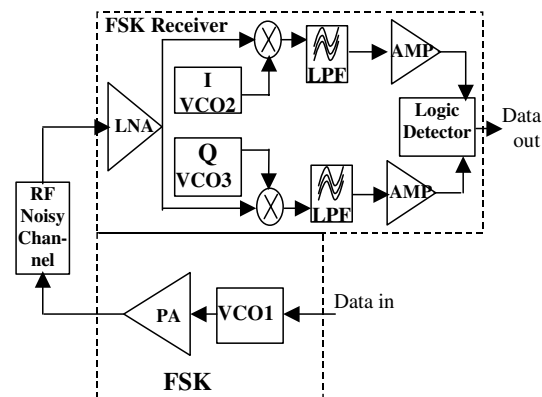 FSK Receiver
I
VCO2
LPF
AMP
LNA
Logic
Detector
Data
out
Q
VCO3
LPF
AMP
RF
Noisy
Chan-
nel
PA
VCO1
Data in
FSK